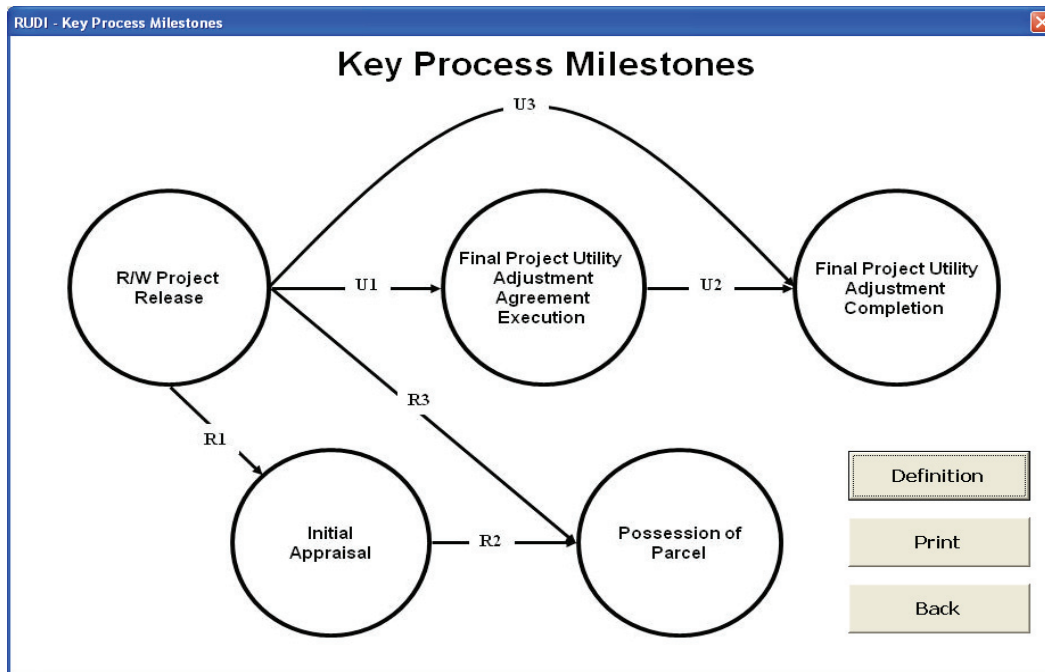 RUDI - Key Process Milestones
Key Process Milestones
U3
R/W Project
Release
U1
Final Project Utility
Adjustment
Agreement
Execution
U2
Final Project Utility
Adjustment
Completion
R3
R1
Initial
Appraisal
R2
Possession of
Parcel
Definition
Print
Back